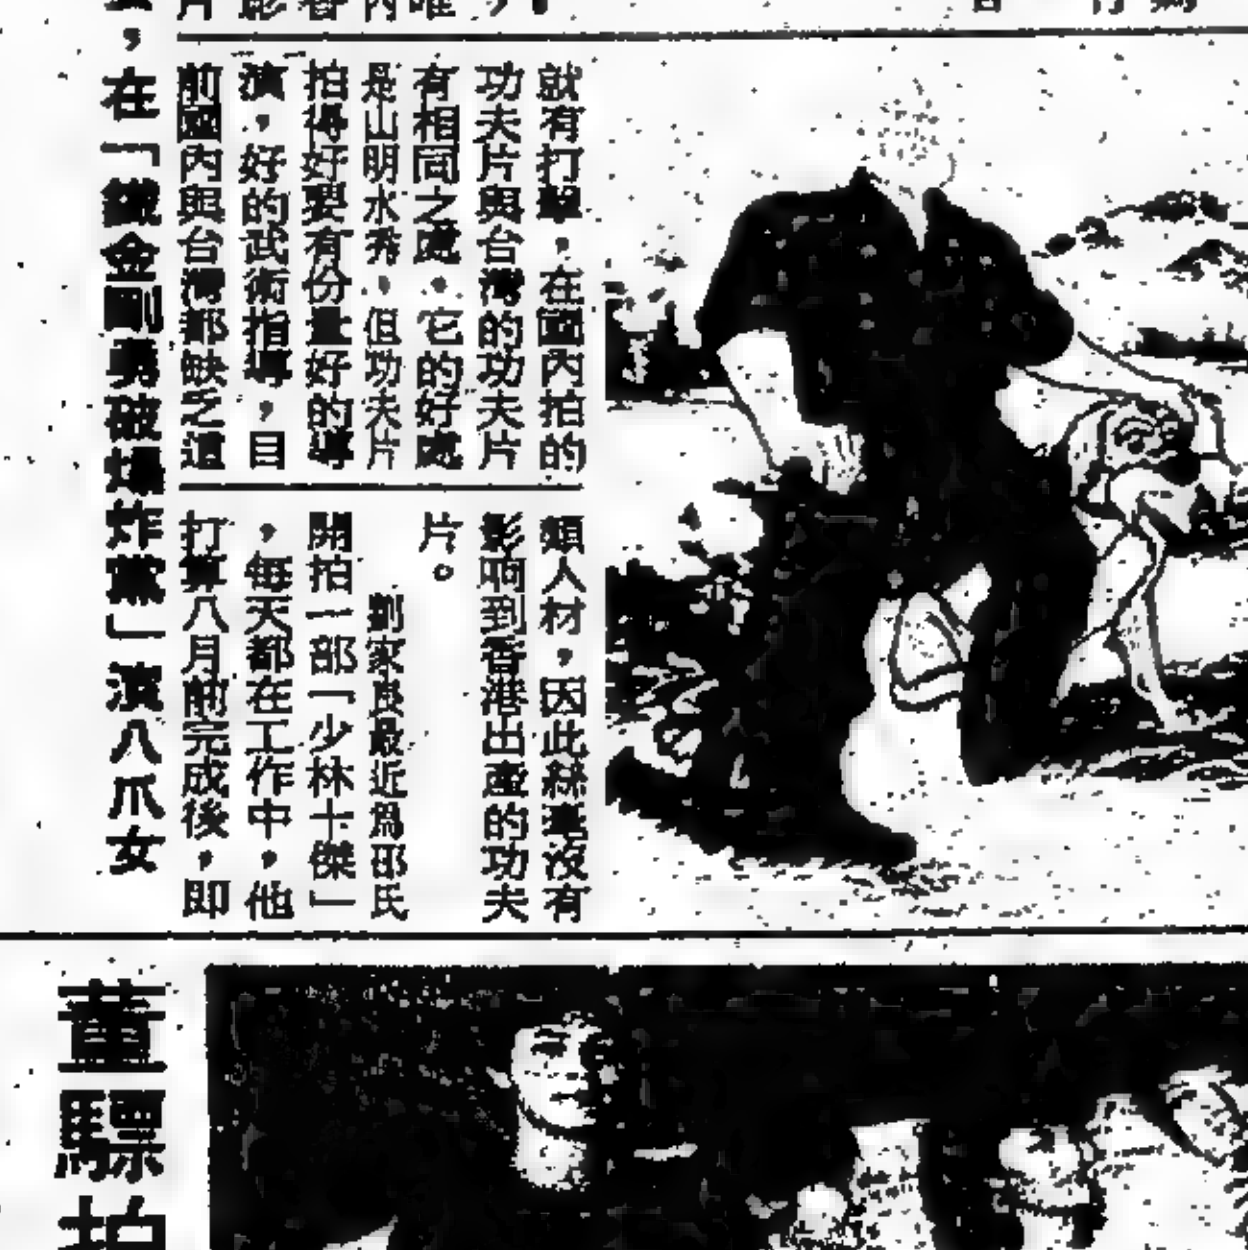 就有打擊，在國內拍的
功夫片與台灣的功夫片
有相同之處，它的好處
是山明水秀，但功夫片
拍得好要有份量好的導
演，好的武術指導，目
前國內與台灣都缺乏這
類人材，因此絲毫沒有
影响到香港出產的功夫
片。
劉家良最近為邵氏
開拍一部「少林十傑」
，每天都在工作中，他
打算八月前完成後，即
，在「鐵金剛勇破爆炸黨」演八爪女
董驃拍